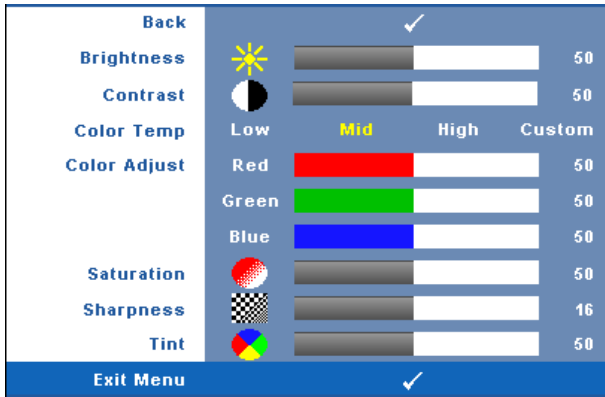 Back
Brightness 50
Contrast 50
Color Temp Low Mid High Custom
Color Adjust Red 50
Green 50
Blue 50
Saturation 50
Sharpness 16
Tint 50
Exit Menu